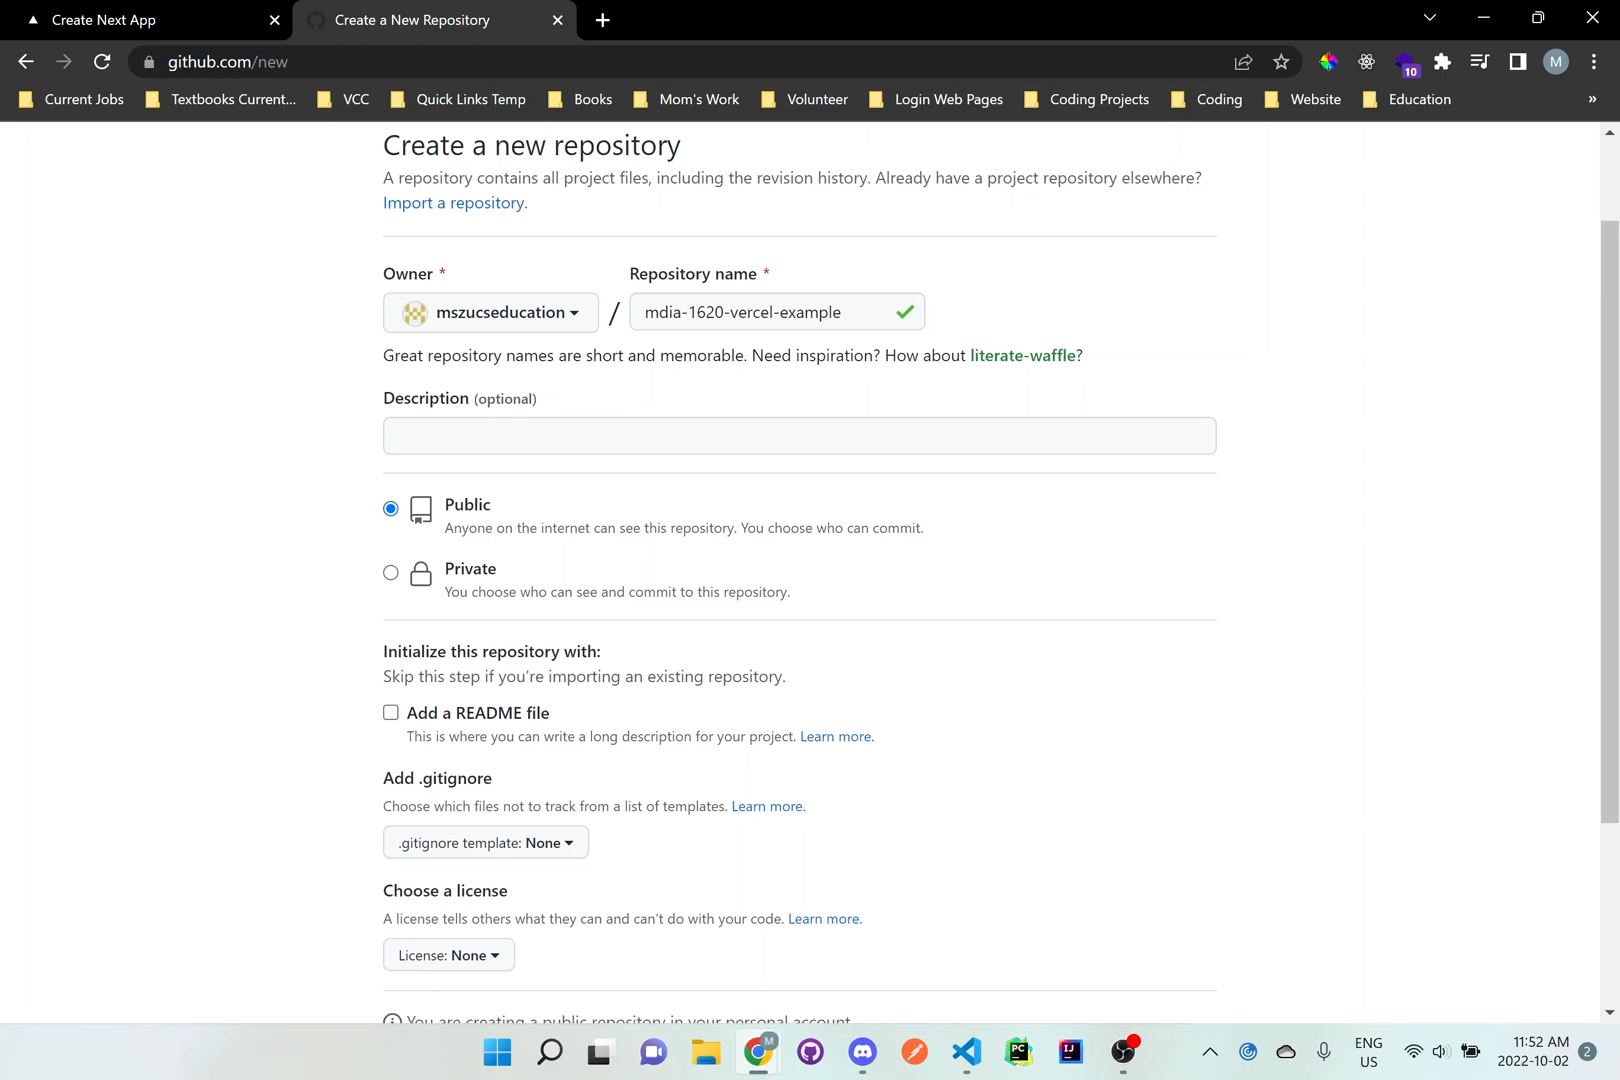 Create Next App
Create a New Repository
github.com/new
10
M
Current Jobs
Textbooks Current...
VCC
Quick Links Temp
Books
Mom's Work
Volunteer
Login Web Pages
Coding Projects
Coding
Website
Education
»
Create a new repository
A repository contains all project files, including the revision history. Already have a project repository elsewhere?
Import a repository.
Owner *
Repository name *
mszucseducation
/
mdia-1620-vercel-example
Great repository names are short and memorable. Need inspiration? How about literate-waffle?
Description (optional)
Public
Anyone on the internet can see this repository. You choose who can commit.
Private
You choose who can see and commit to this repository.
Initialize this repository with:
Skip this step if you're importing an existing repository.
Add a README file
This is where you can write a long description for your project. Learn more.
Add .gitignore
Choose which files not to track from a list of templates. Learn more.
.gitignore template: None
Choose a license
A license tells others what they can and can't do with your code. Learn more.
License: None
You are creating a public repository in your personal account.
M
PC
IJ
ENG
US
11:52 AM
2022-10-02
2